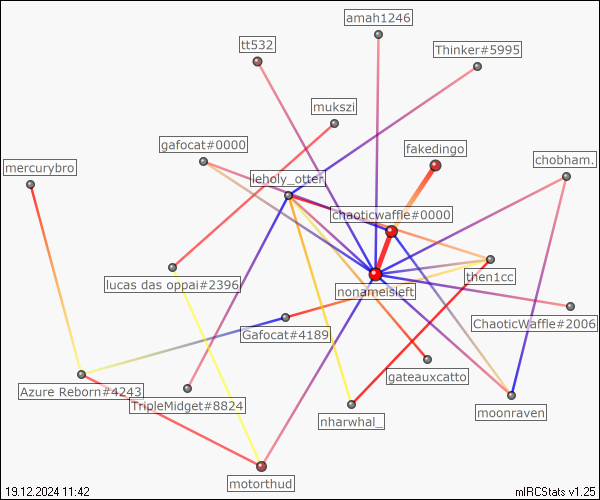 amah1246
tt532
Thinker#5995
mukszi
gafocat#0000
fakedingo
mercurybro
chobham.
leholy_otter
chaoticwaffle#0000
lucas das oppai#2396
nonameisleft
then1cc
Gafocat#4189
ChaoticWaffle#2006
gateauxcatto
Azure Reborn#4243
TripleMidget#8824
moonraven
nharwhal_
motorthud
19.12.2024 11:42
mIRCStats v1.25